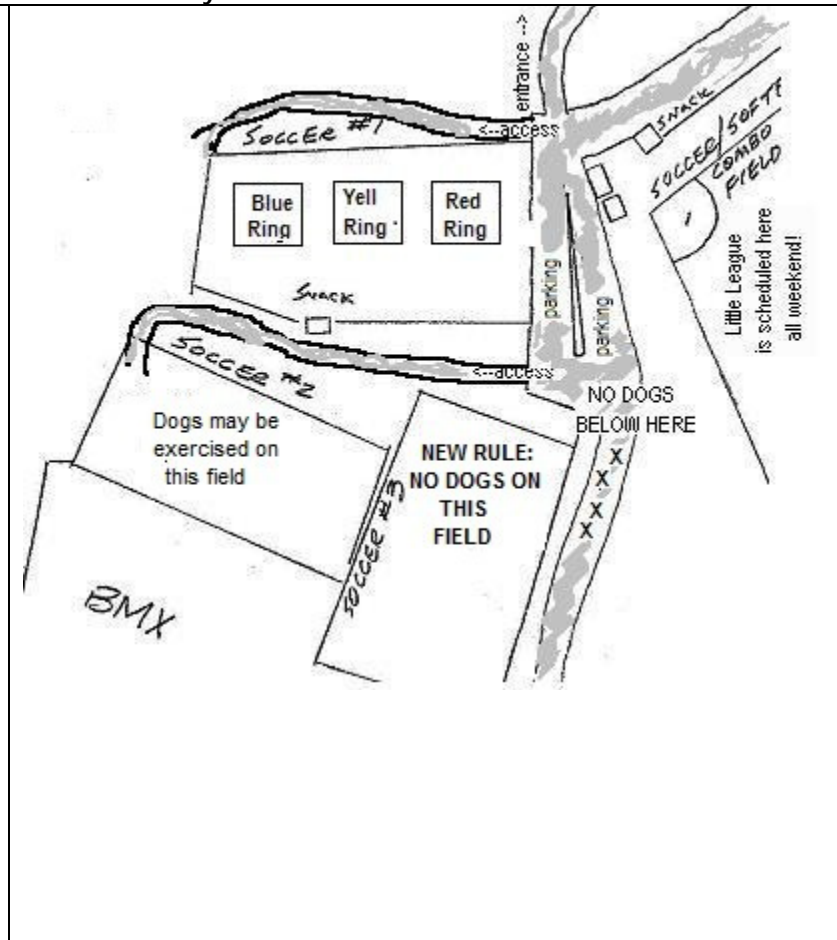 entrance -->
SOCCER #1
<--access
SNACK
SOCCER/SOFT
COMBO
FIELD
Blue
Ring
Yell
Ring
Red
Ring
parking
parking
Little League
is scheduled here
all weekend!
SNACK
SOCCER #2
<--access
NO DOGS
BELOW HERE
Dogs may be
exercised on
this field
NEW RULE:
NO DOGS ON
THIS
FIELD
SOCCER #3
X
X
X
X
BMX